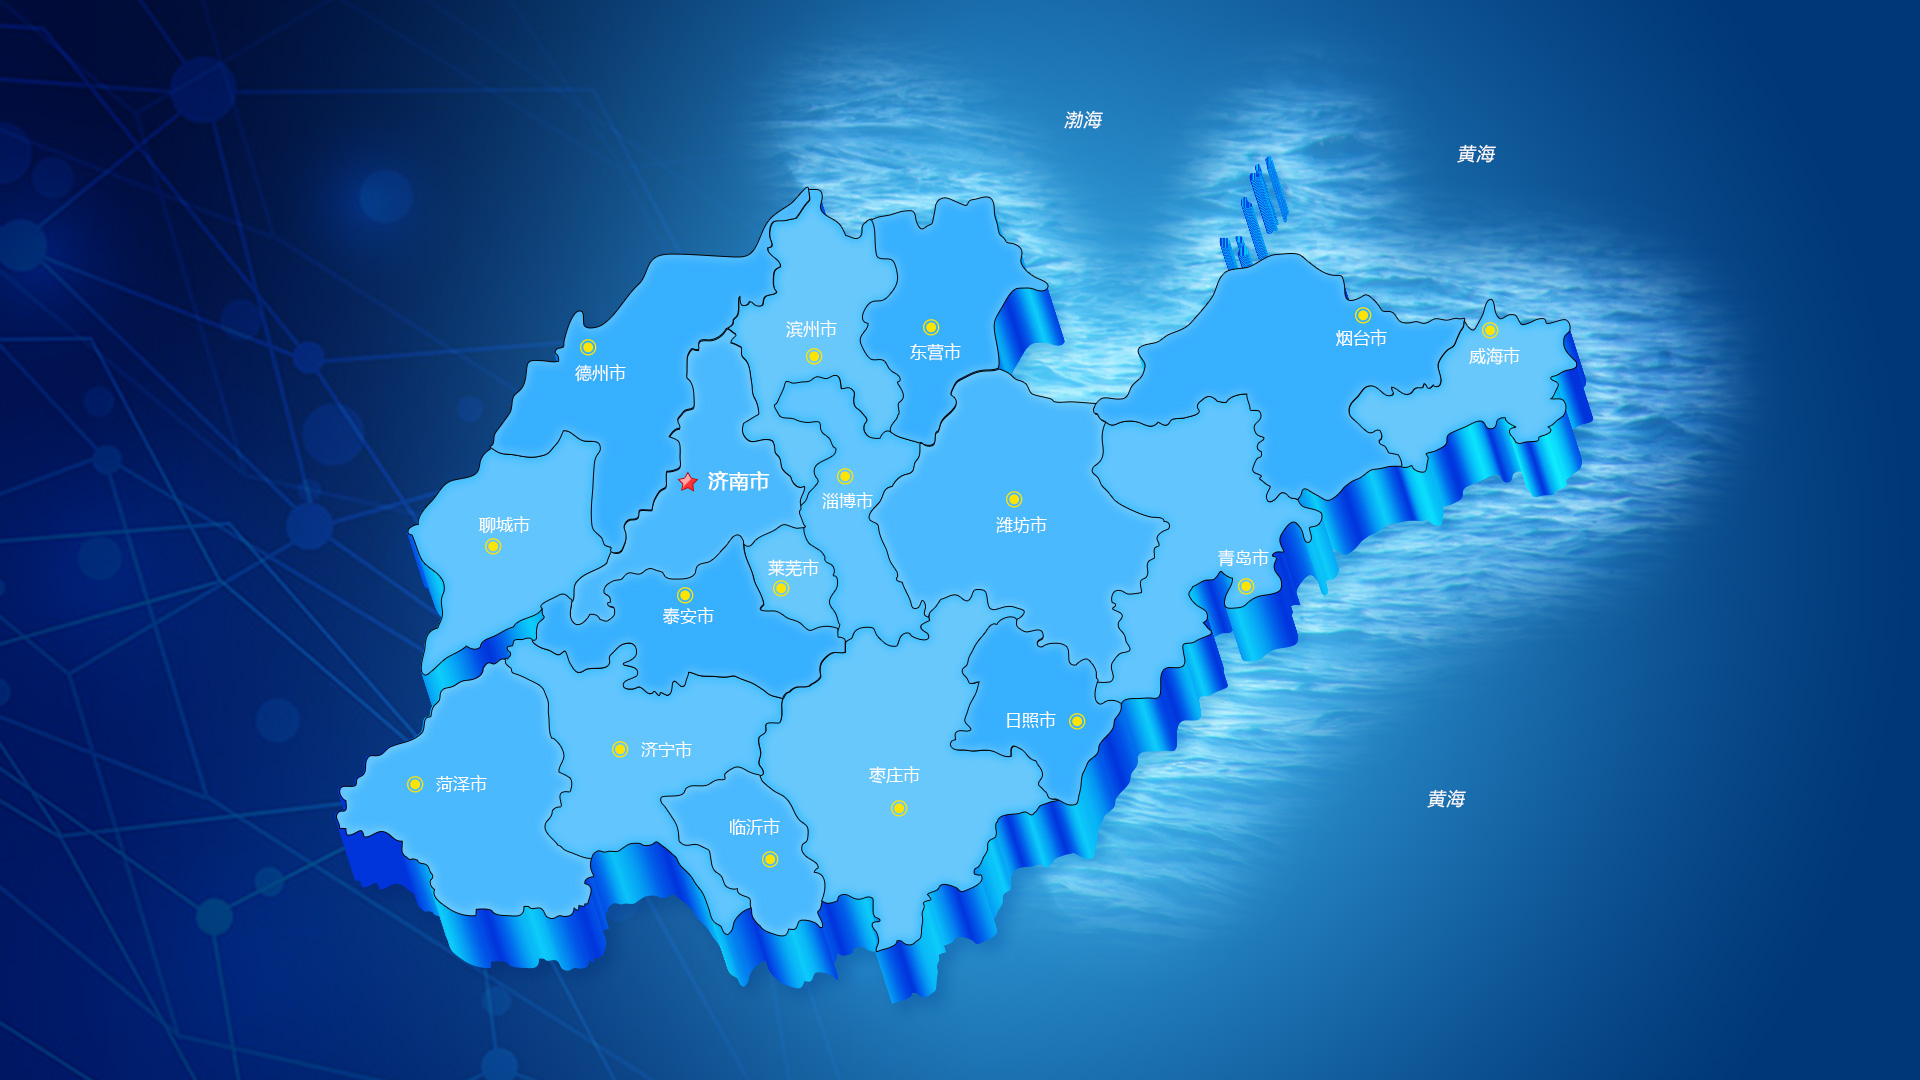 渤海
黄海
滨州市
东营市
烟台市
威海市
德州市
济南市
淄博市
聊城市
潍坊市
青岛市
莱芜市
泰安市
日照市
济宁市
枣庄市
菏泽市
黄海
临沂市